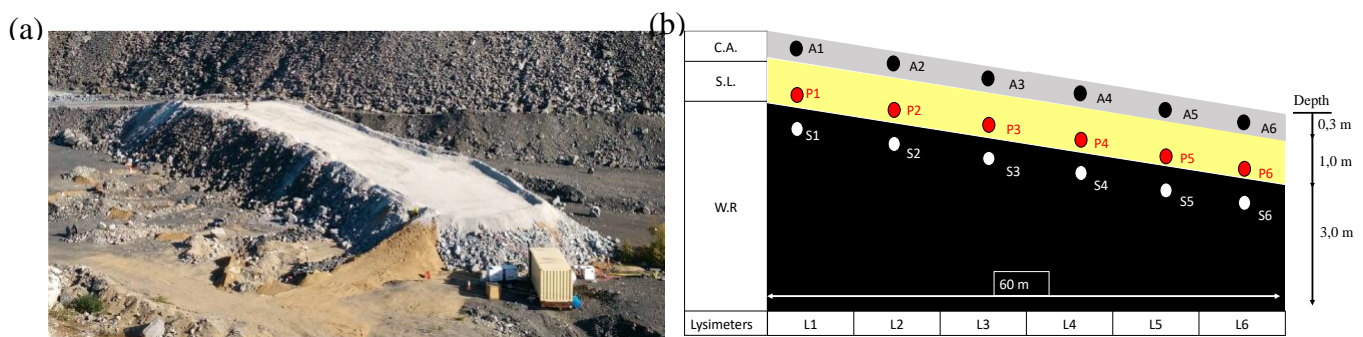 (a)
(b)
C.A.
S.L.
W.R
Lysimeters
A1
A2
A3
A4
A5
A6
P1
P2
P3
P4
P5
P6
S1
S2
S3
S4
S5
S6
60 m
L1
L2
L3
L4
L5
L6
Depth
0,3 m
1,0 m
3,0 m